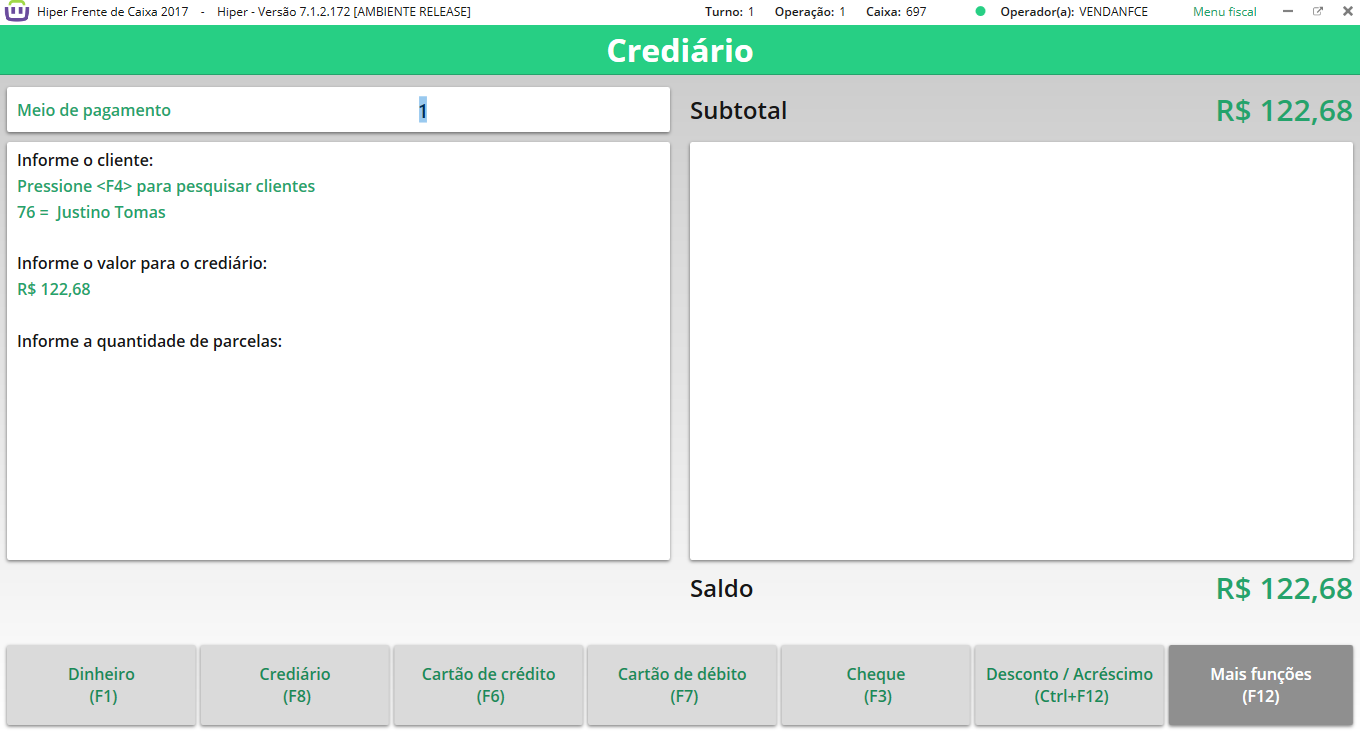 Hiper Frente de Caixa 2017 - Hiper - Versão 7.1.2.172 [AMBIENTE RELEASE] Turno: 1 Operação: 1 Caixa: 697 Operador(a): VENDANFCE Menu fiscal
Crediário
Meio de pagamento 1
Subtotal R$ 122,68
Informe o cliente:
Pressione <F4> para pesquisar clientes
76 = Justino Tomas
Informe o valor para o crediário:
R$ 122,68
Informe a quantidade de parcelas:
Saldo R$ 122,68
Dinheiro
(F1)
Crediário
(F8)
Cartão de crédito
(F6)
Cartão de débito
(F7)
Cheque
(F3)
Desconto / Acréscimo
(Ctrl+F12)
Mais funções
(F12)